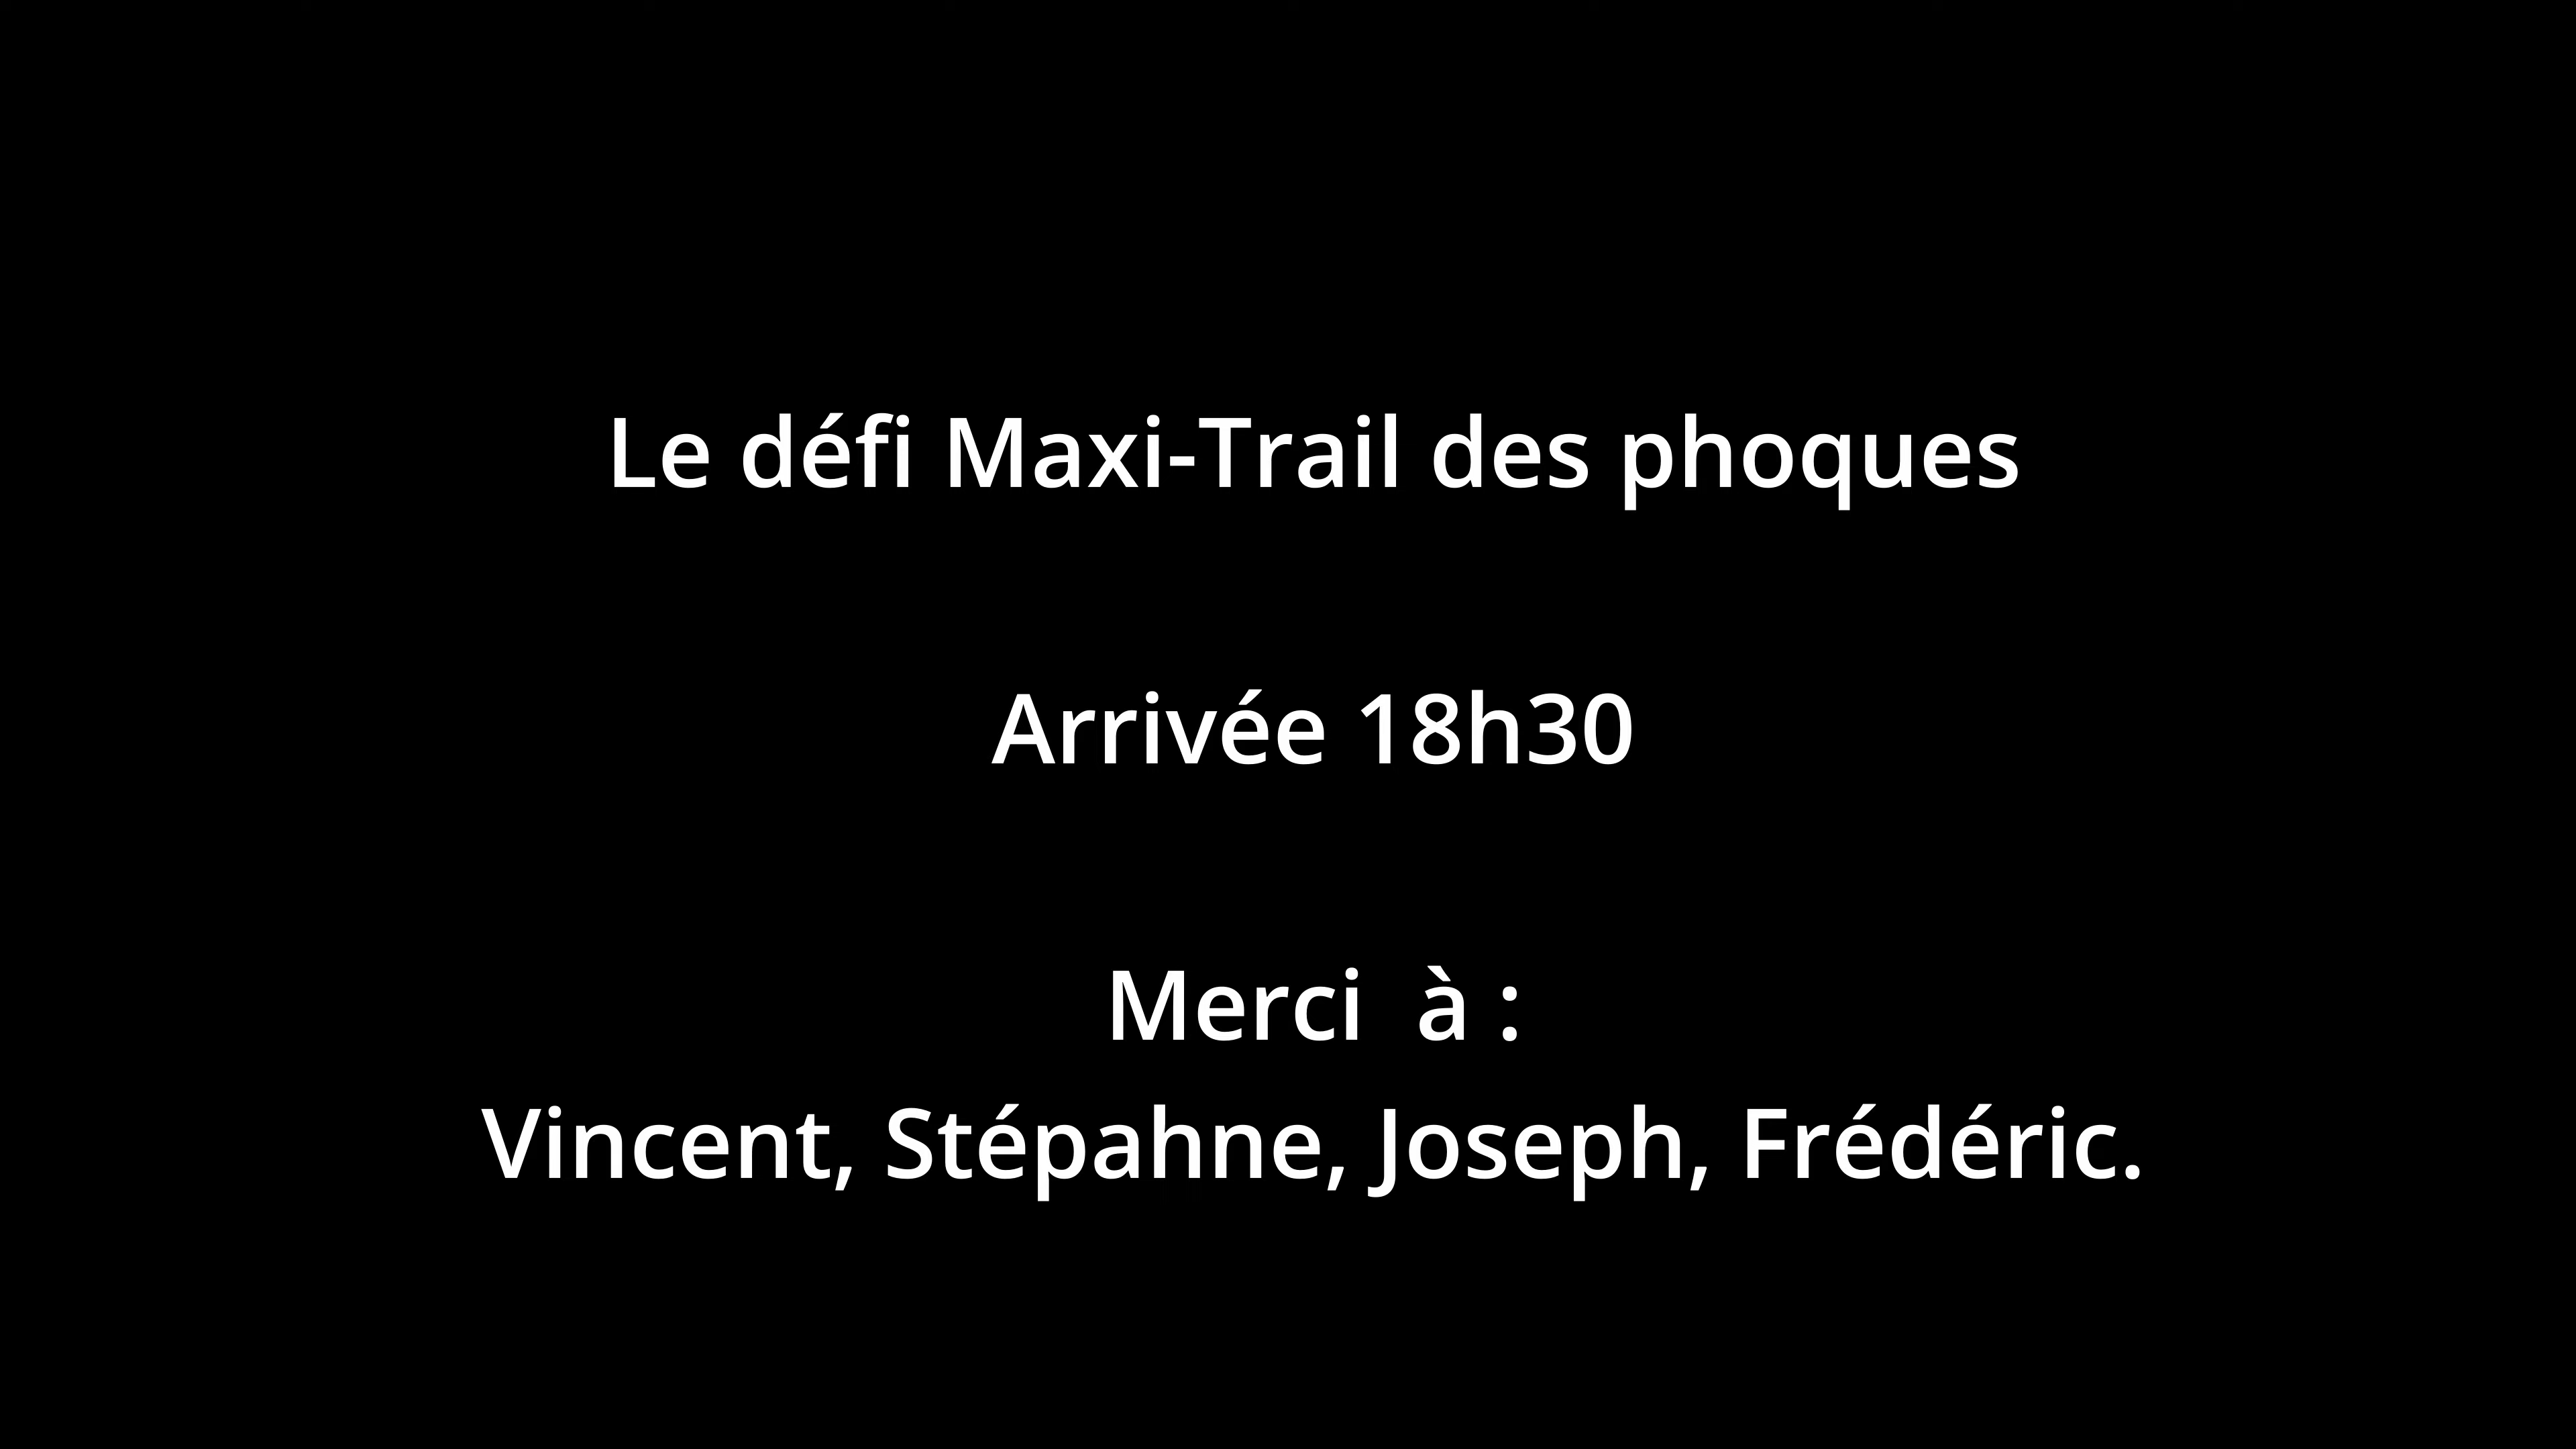 Le défi Maxi-Trail des phoques
Arrivée 18h30
Merci  à :
Vincent, Stépahne, Joseph, Frédéric.